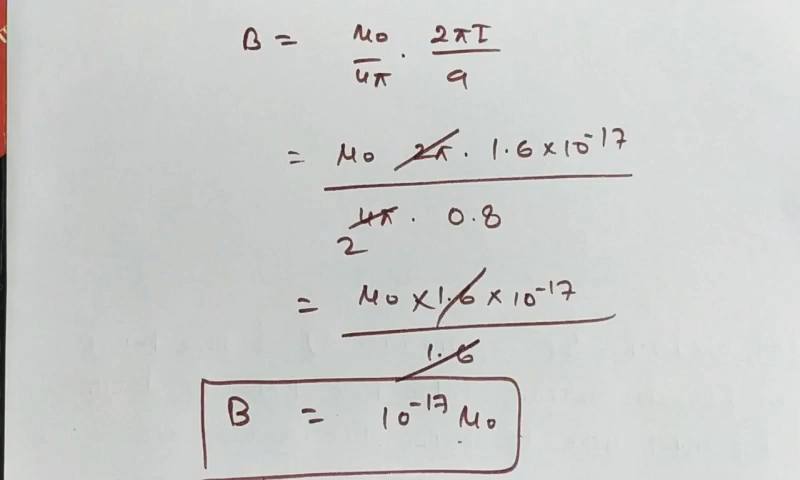 B = μ₀/4π · 2πI/a
= μ₀ 2π · 1.6 × 10⁻¹⁷ / 4π · 0.8
2
= μ₀ × 1.6 × 10⁻¹⁷ / 1.6
B = 10⁻¹⁷ μ₀